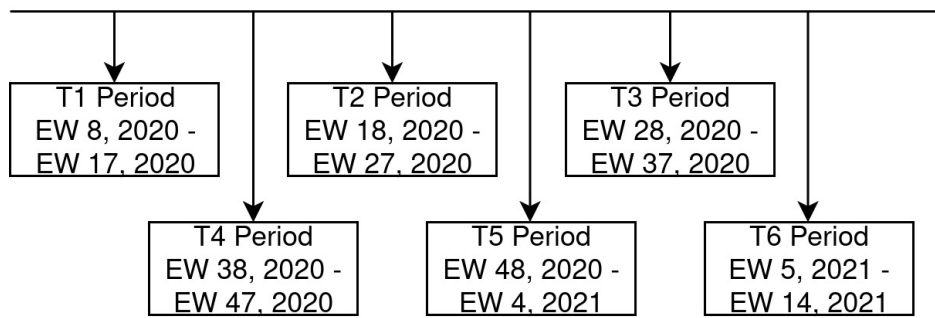 T1 Period
EW 8, 2020 -
EW 17, 2020
T2 Period
EW 18, 2020 -
EW 27, 2020
T3 Period
EW 28, 2020 -
EW 37, 2020
T4 Period
EW 38, 2020 -
EW 47, 2020
T5 Period
EW 48, 2020 -
EW 4, 2021
T6 Period
EW 5, 2021 -
EW 14, 2021